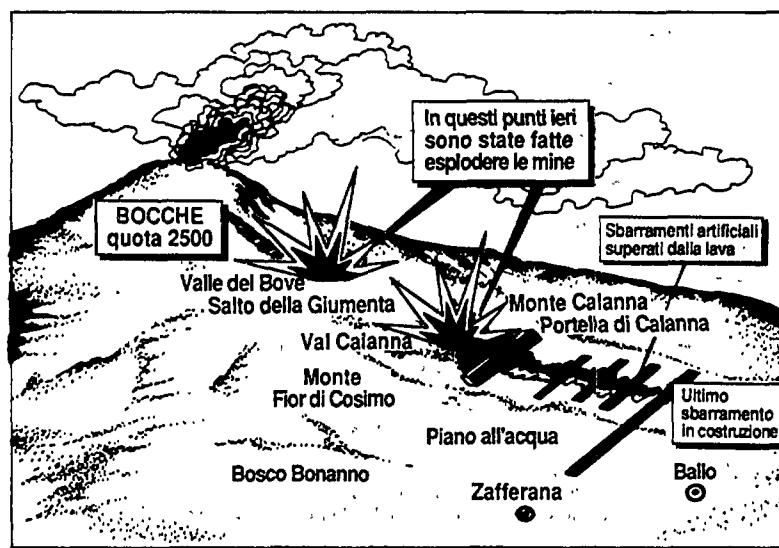 In questi punti ieri
sono state fatte
esplodere le mine
BOCCHE
quota 2500
Sbarramenti artificiali
superati dalla lava
Valle del Bove
Salto della Giumenta
Monte Calanna
Portella di Calanna
Val Calanna
Monte
Fior di Cosimo
Ultimo
sbarramento
in costruzione
Piano all'acqua
Bosco Bonanno
Ballo
Zafferana